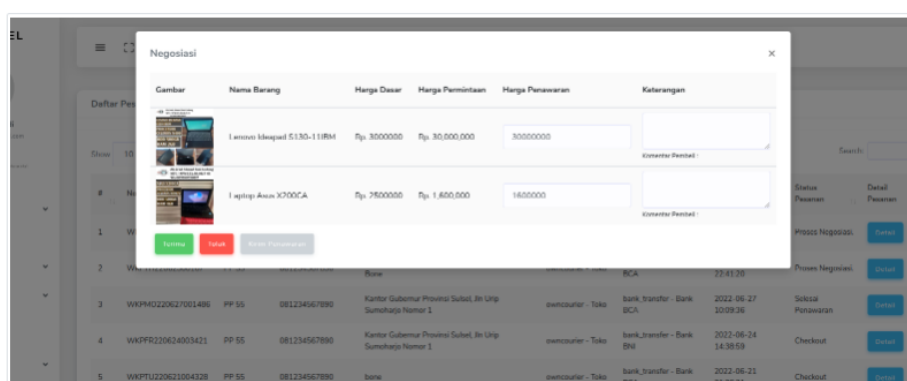 EL
Negosiasi
×
Gambar Nama Barang Harga Dasar Harga Permintaan Harga Penawaran Keterangan
Lenovo Ideapad S130-11IBM Rp. 3000000 Rp. 30,000,000 30000000
Komentar Pembeli :
Laptop Asus X200CA Rp. 2500000 Rp. 1,600,000 1600000
Komentar Pembeli :
Terima Tolak Kirim Penawaran
Daftar Pes
Show 10 Search:
# No Status Pesanan Detail Pesanan
1 W Proses Negosiasi. Detail
2 Bone BCA 22:41:20 Proses Negosiasi. Detail
3 WKPMO220627001486 PP 55 081234567890 Kantor Gubernur Provinsi Sulsel, Jln Urip Sumoharjo Nomor 1 owncourier - Toko bank_transfer - Bank BCA 2022-06-27 10:09:36 Selesai Penawaran Detail
4 WKPFR220624003421 PP 55 081234567890 Kantor Gubernur Provinsi Sulsel, Jln Urip Sumoharjo Nomor 1 owncourier - Toko bank_transfer - Bank BNI 2022-06-24 14:38:59 Checkout Detail
5 WKPTU220621004328 PP 55 081234567890 bone owncourier - Toko bank_transfer - Bank 2022-06-21 Checkout Detail